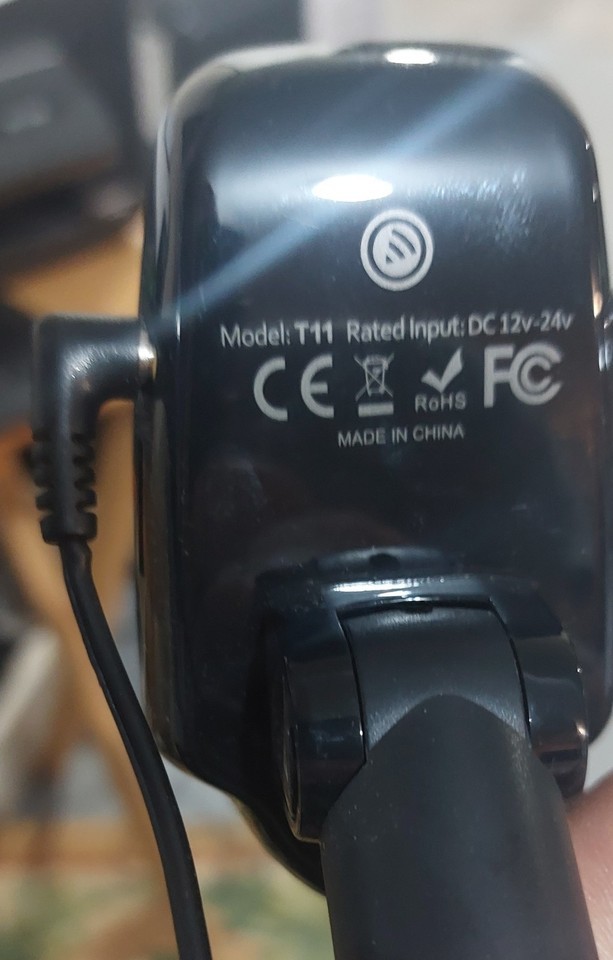 Model: T11 Rated Input: DC 12v-24v
CE RoHS FC
MADE IN CHINA